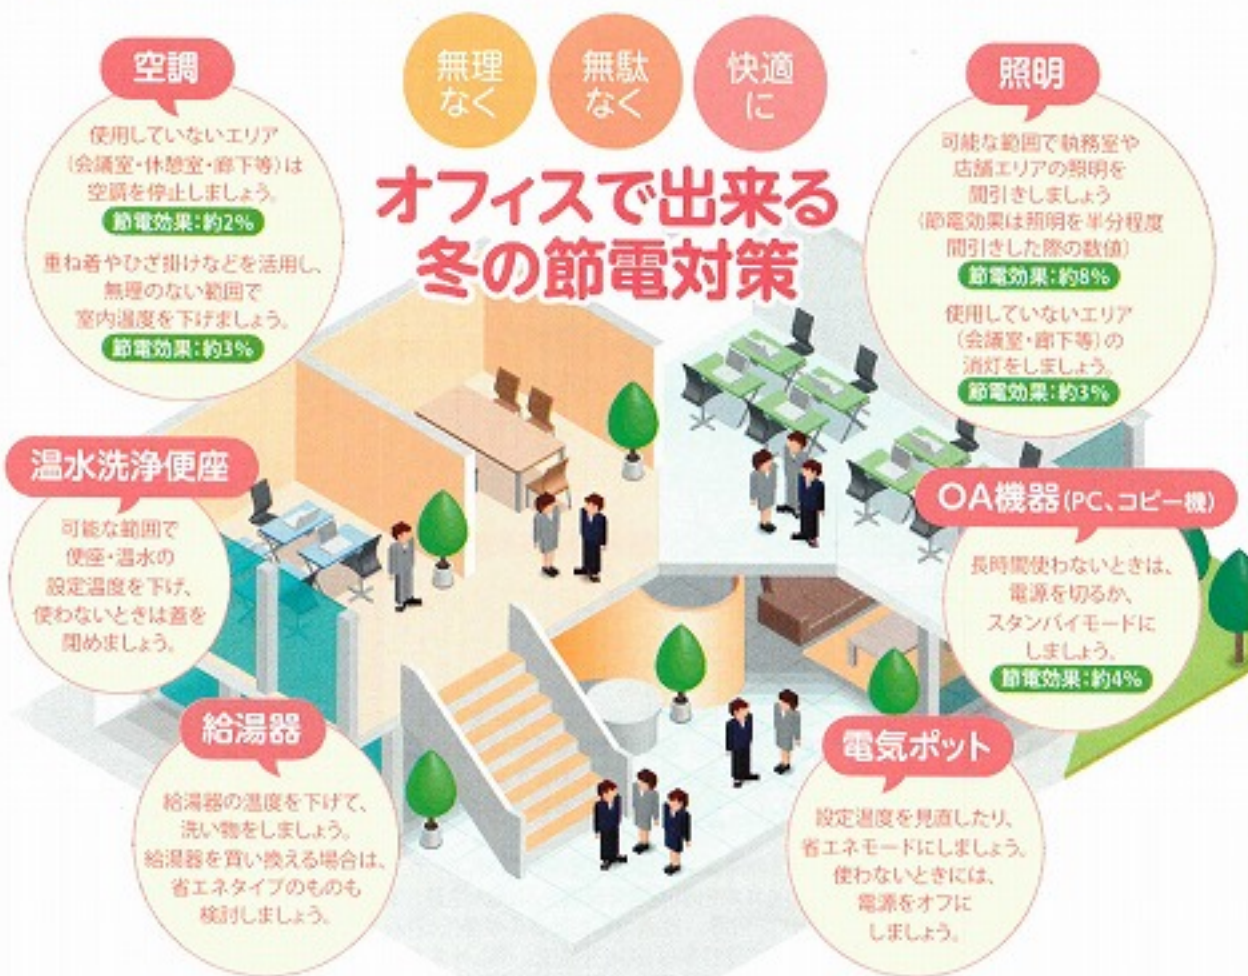 無理
なく
無駄
なく
快適
に
オフィスで出来る
冬の節電対策
空調
使用していないエリア
(会議室・休憩室・廊下等)は
空調を停止しましょう。
節電効果:約2%
重ね着やひざ掛けなどを活用し、
無理のない範囲で
室内温度を下げましょう。
節電効果:約3%
照明
可能な範囲で執務室や
店舗エリアの照明を
間引きしましょう
(節電効果は照明を半分程度
間引きした際の数値)
節電効果:約8%
使用していないエリア
(会議室・廊下等)の
消灯をしましょう。
節電効果:約3%
温水洗浄便座
可能な範囲で
便座・温水の
設定温度を下げ、
使わないときは蓋を
閉めましょう。
OA機器(PC、コピー機)
長時間使わないときは、
電源を切るか、
スタンバイモードに
しましょう。
節電効果:約4%
給湯器
給湯器の温度を下げて、
洗い物をしましょう。
給湯器を買い換える場合は、
省エネタイプのものも
検討しましょう。
電気ポット
設定温度を見直したり、
省エネモードにしましょう。
使わないときには、
電源をオフに
しましょう。